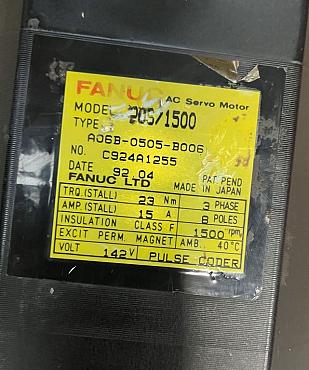 FANUC AC Servo Motor
MODEL 20S/1500
TYPE A06B-0505-B006
NO. C924A1255
DATE 92.04 PAT PEND
FANUC LTD MADE IN JAPAN
TRQ.(STALL) 23 Nm 3 PHASE
AMP.(STALL) 15 A 8 POLES
INSULATION CLASS F 1500 rpm
EXCIT PERM. MAGNET AMB. 40°C
VOLT 142V PULSE CODER